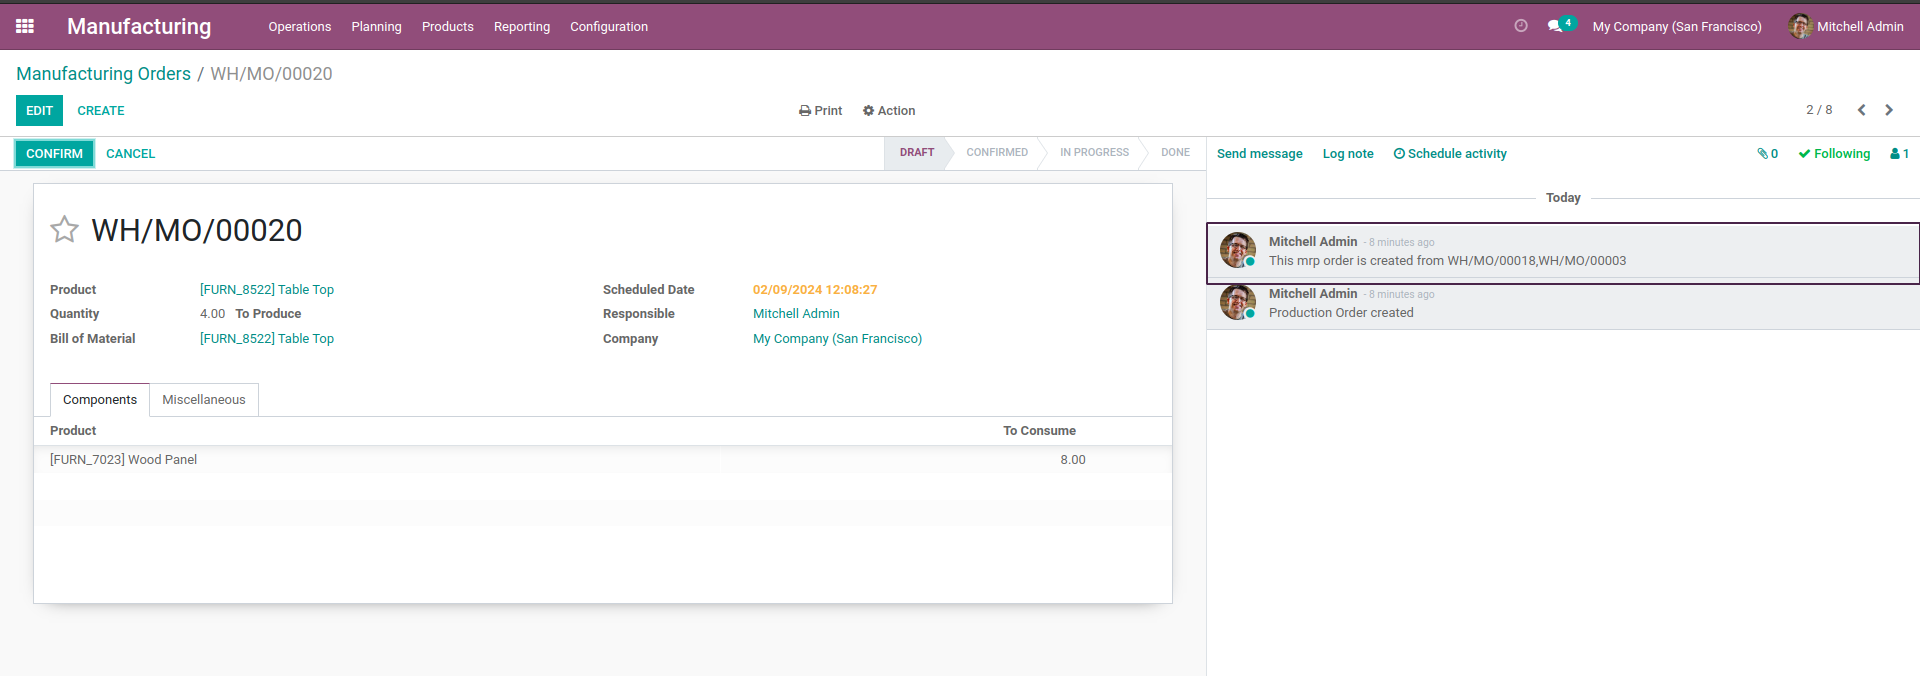 Manufacturing Operations Planning Products Reporting Configuration 4 My Company (San Francisco) Mitchell Admin
Manufacturing Orders / WH/MO/00020
EDIT CREATE Print Action 2 / 8
CONFIRM CANCEL DRAFT CONFIRMED IN PROGRESS DONE
Send message Log note Schedule activity 0 Following 1
WH/MO/00020
Product [FURN_8522] Table Top
Quantity 4.00 To Produce
Bill of Material [FURN_8522] Table Top
Scheduled Date 02/09/2024 12:08:27
Responsible Mitchell Admin
Company My Company (San Francisco)
Components Miscellaneous
Product To Consume
[FURN_7023] Wood Panel 8.00
Today
Mitchell Admin - 8 minutes ago
This mrp order is created from WH/MO/00018,WH/MO/00003
Mitchell Admin - 8 minutes ago
Production Order created